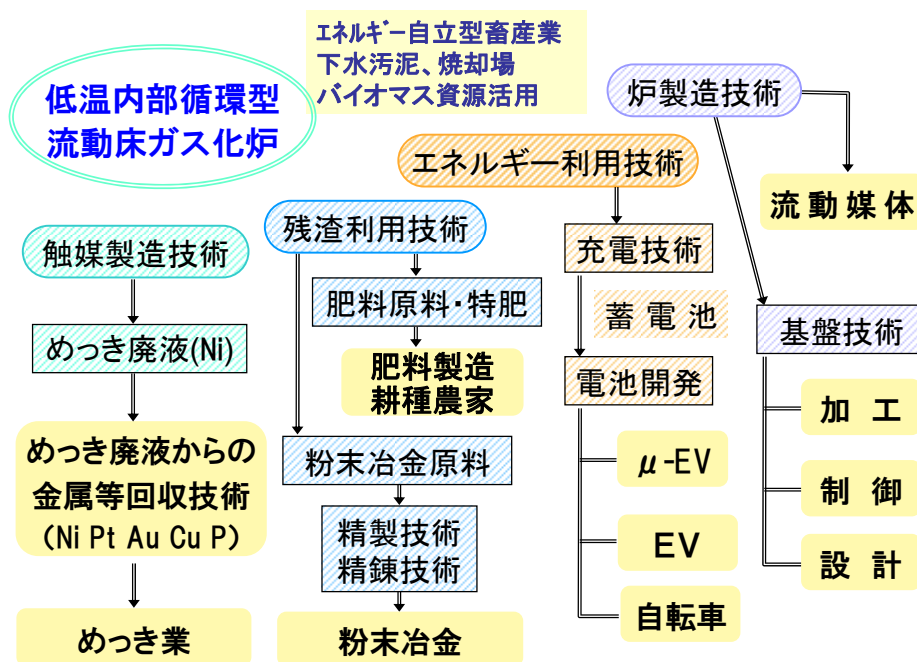 エネルギー自立型畜産業
下水汚泥、焼却場
バイオマス資源活用
低温内部循環型
流動床ガス化炉
炉製造技術
エネルギー利用技術
流動媒体
残渣利用技術
触媒製造技術
充電技術
肥料原料・特肥
蓄電池
めっき廃液(Ni)
基盤技術
肥料製造
耕種農家
電池開発
加工
めっき廃液からの
金属等回収技術
(Ni Pt Au Cu P)
粉末冶金原料
μ-EV
制御
精製技術
精錬技術
EV
設計
自転車
めっき業
粉末冶金